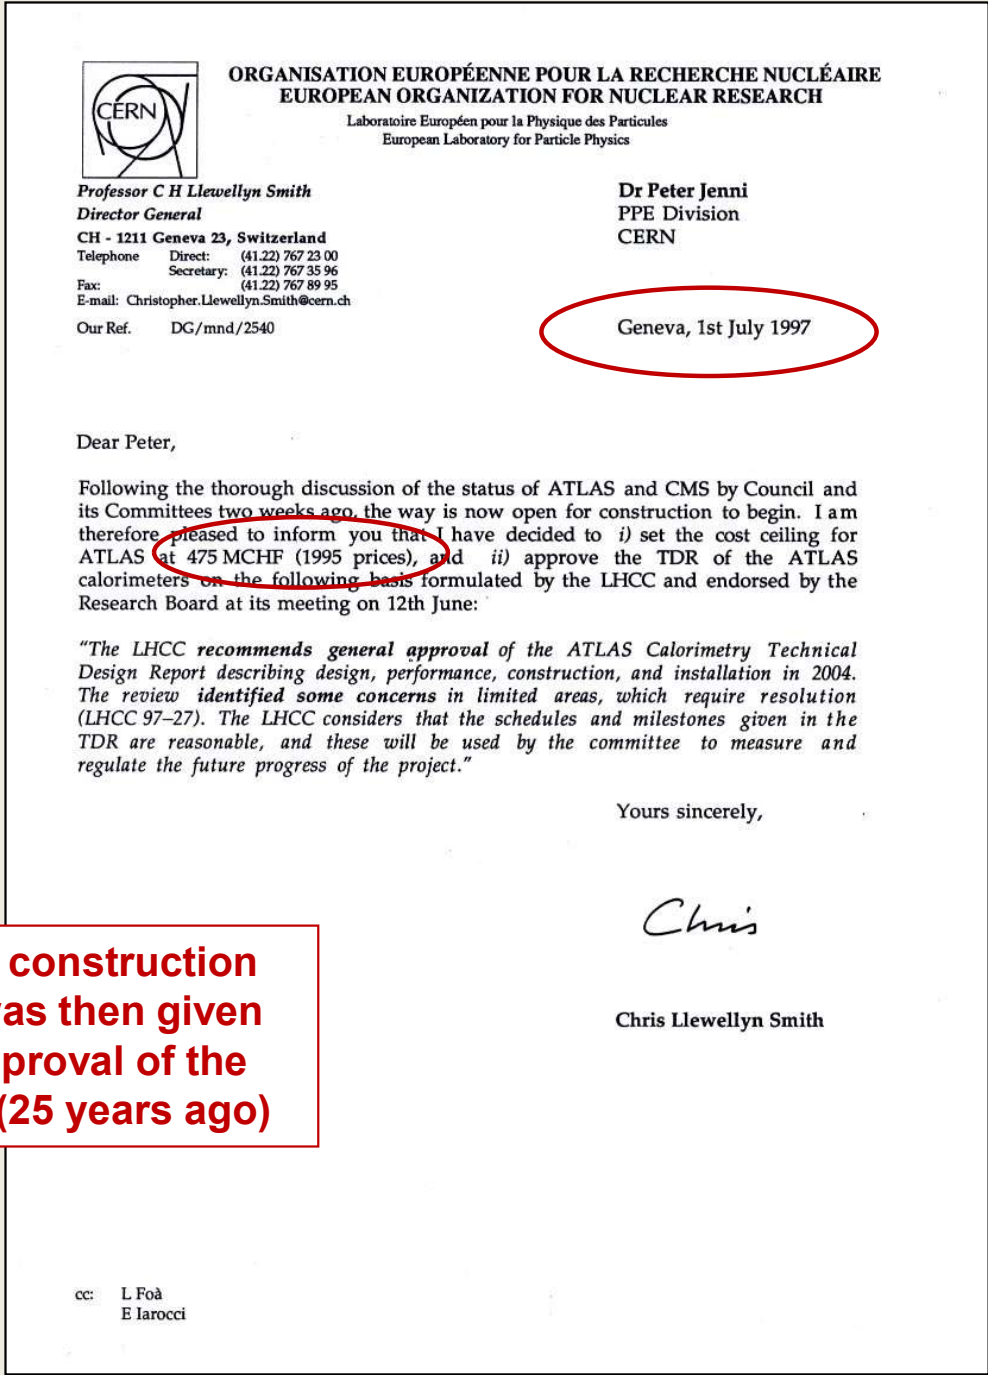 CERN
ORGANISATION EUROPÉENNE POUR LA RECHERCHE NUCLÉAIRE
EUROPEAN ORGANIZATION FOR NUCLEAR RESEARCH
Laboratoire Européen pour la Physique des Particules
European Laboratory for Particle Physics
Professor C H Llewellyn Smith
Director General
CH - 1211 Geneva 23, Switzerland
Telephone Direct: (41.22) 767 23 00
Secretary: (41.22) 767 35 96
Fax: (41.22) 767 89 95
E-mail: Christopher.Llewellyn.Smith@cern.ch
Our Ref. DG/mnd/2540
Dr Peter Jenni
PPE Division
CERN
Geneva, 1st July 1997
Dear Peter,
Following the thorough discussion of the status of ATLAS and CMS by Council and
its Committees two weeks ago, the way is now open for construction to begin. I am
therefore pleased to inform you that I have decided to i) set the cost ceiling for
ATLAS at 475 MCHF (1995 prices), and ii) approve the TDR of the ATLAS
calorimeters on the following basis formulated by the LHCC and endorsed by the
Research Board at its meeting on 12th June:
"The LHCC recommends general approval of the ATLAS Calorimetry Technical
Design Report describing design, performance, construction, and installation in 2004.
The review identified some concerns in limited areas, which require resolution
(LHCC 97–27). The LHCC considers that the schedules and milestones given in the
TDR are reasonable, and these will be used by the committee to measure and
regulate the future progress of the project."
Yours sincerely,
Chris
Chris Llewellyn Smith
construction
as then given
proval of the
(25 years ago)
cc: L Foà
E Iarocci